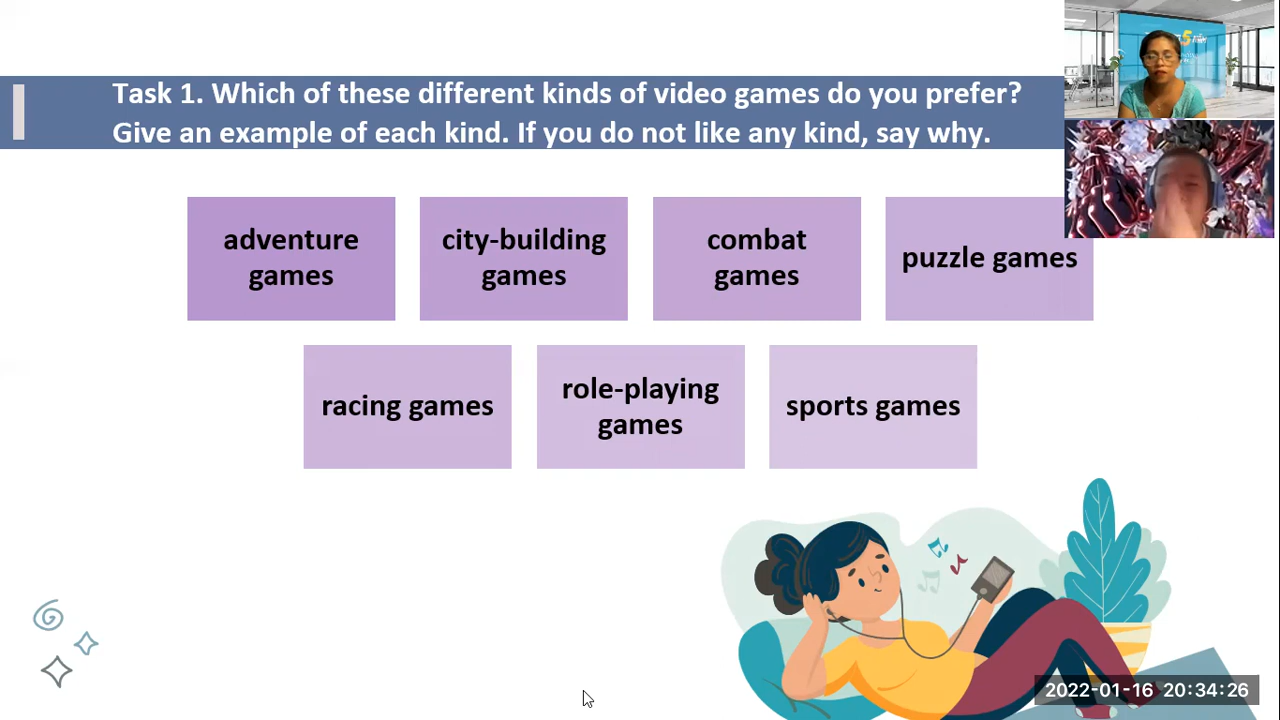 Task 1. Which of these different kinds of video games do you prefer?
Give an example of each kind. If you do not like any kind, say why.
adventure
games
city-building
games
combat
games
puzzle games
racing games
role-playing
games
sports games
2022-01-16 20:34:26